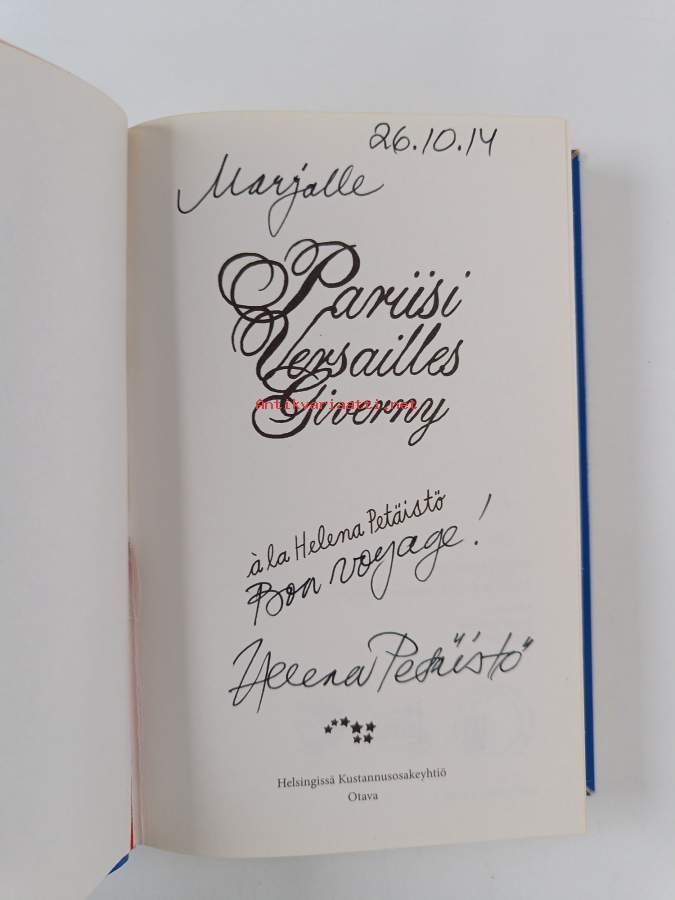 26.10.14
Marjalle
Pariisi
Versailles
Giverny
Antikvariaatti.net
à la Helena Petäistö
Bon voyage!
Helena Petäistö
Helsingissä Kustannusosakeyhtiö
Otava